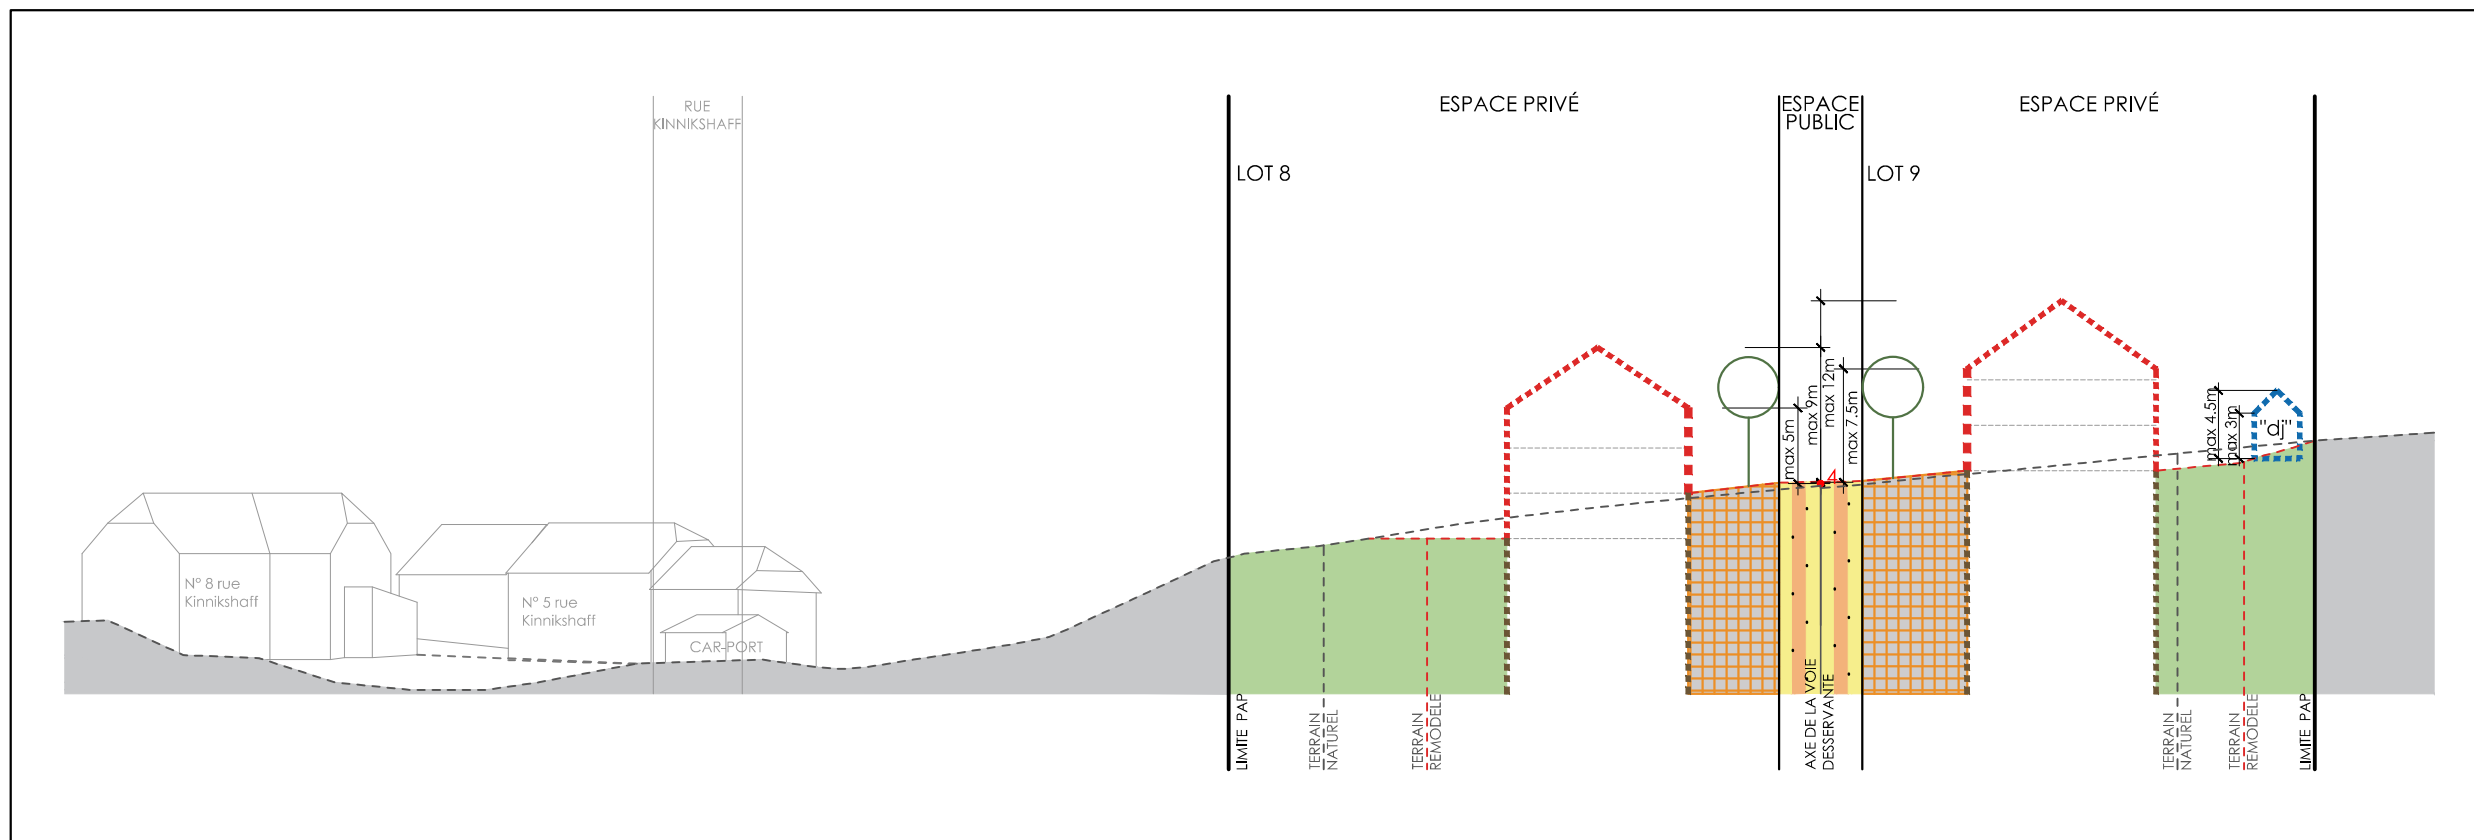 RUE
KINNIKSHAFF
ESPACE PRIVÉ
ESPACE
PUBLIC
ESPACE PRIVÉ
LOT 8
LOT 9
max 5m
max 9m
max 12m
max 7.5m
4
max 4.5m
max 3m
"dj"
N° 8 rue
Kinnikshaff
N° 5 rue
Kinnikshaff
CAR-PORT
LIMITE PAP
TERRAIN
NATUREL
TERRAIN
REMODELE
AXE DE LA VOIE
DESSERVANTE
TERRAIN
NATUREL
TERRAIN
REMODELE
LIMITE PAP